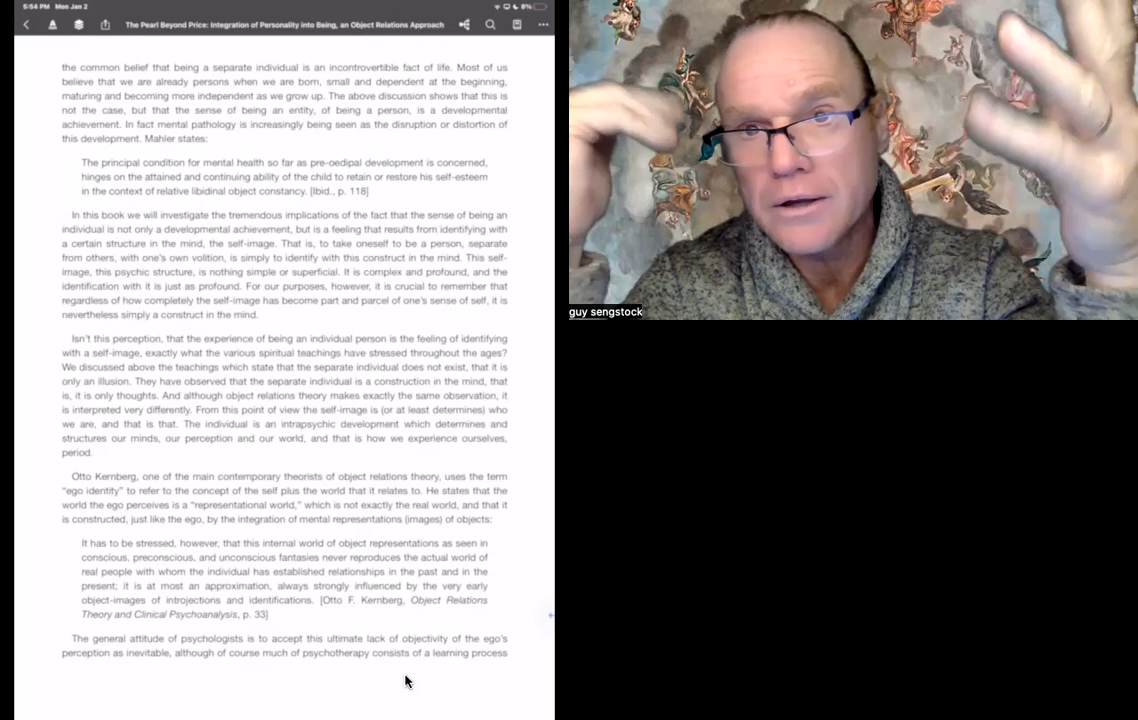 5:54 PM Mon Jan 2
8%
The Pearl Beyond Price: Integration of Personality into Being, an Object Relations Approach
the common belief that being a separate individual is an incontrovertible fact of life. Most of us
believe that we are already persons when we are born, small and dependent at the beginning,
maturing and becoming more independent as we grow up. The above discussion shows that this is
not the case, but that the sense of being an entity, of being a person, is a developmental
achievement. In fact mental pathology is increasingly being seen as the disruption or distortion of
this development. Mahler states:
The principal condition for mental health so far as pre-oedipal development is concerned,
hinges on the attained and continuing ability of the child to retain or restore his self-esteem
in the context of relative libidinal object constancy. [Ibid., p. 118]
In this book we will investigate the tremendous implications of the fact that the sense of being an
individual is not only a developmental achievement, but is a feeling that results from identifying with
a certain structure in the mind, the self-image. That is, to take oneself to be a person, separate
from others, with one's own volition, is simply to identify with this construct in the mind. This self-
image, this psychic structure, is nothing simple or superficial. It is complex and profound, and the
identification with it is just as profound. For our purposes, however, it is crucial to remember that
regardless of how completely the self-image has become part and parcel of one's sense of self, it is
nevertheless simply a construct in the mind.
Isn't this perception, that the experience of being an individual person is the feeling of identifying
with a self-image, exactly what the various spiritual teachings have stressed throughout the ages?
We discussed above the teachings which state that the separate individual does not exist, that it is
only an illusion. They have observed that the separate individual is a construction in the mind, that
is, it is only thoughts. And although object relations theory makes exactly the same observation, it
is interpreted very differently. From this point of view the self-image is (or at least determines) who
we are, and that is that. The individual is an intrapsychic development which determines and
structures our minds, our perception and our world, and that is how we experience ourselves,
period.
Otto Kernberg, one of the main contemporary theorists of object relations theory, uses the term
“ego identity” to refer to the concept of the self plus the world that it relates to. He states that the
world the ego perceives is a “representational world,” which is not exactly the real world, and that it
is constructed, just like the ego, by the integration of mental representations (images) of objects:
It has to be stressed, however, that this internal world of object representations as seen in
conscious, preconscious, and unconscious fantasies never reproduces the actual world of
real people with whom the individual has established relationships in the past and in the
present; it is at most an approximation, always strongly influenced by the very early
object-images of introjections and identifications. [Otto F. Kernberg, Object Relations
Theory and Clinical Psychoanalysis, p. 33]
The general attitude of psychologists is to accept this ultimate lack of objectivity of the ego's
perception as inevitable, although of course much of psychotherapy consists of a learning process
guy sengstock